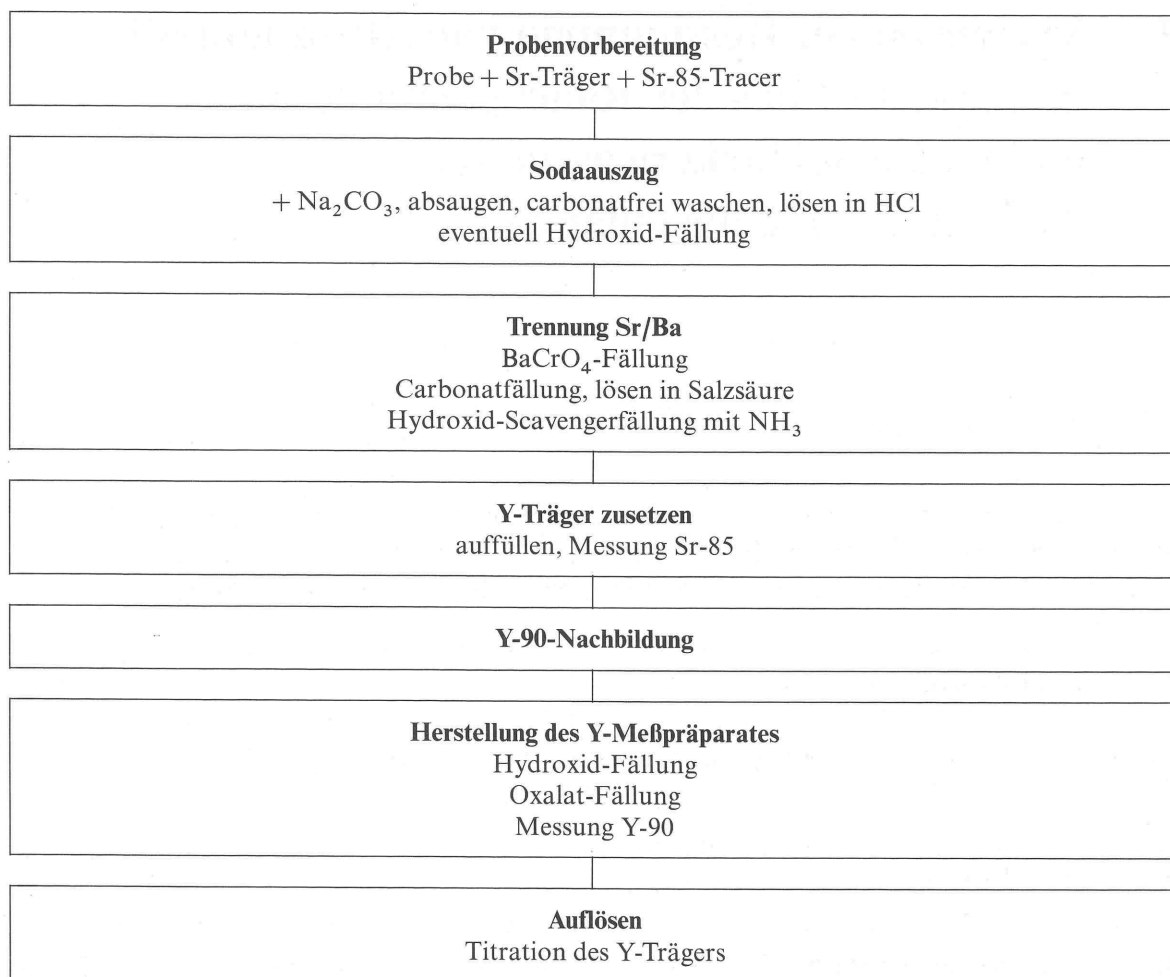 Probenvorbereitung
Probe + Sr-Träger + Sr-85-Tracer
Sodaauszug
+ Na₂CO₃, absaugen, carbonatfrei waschen, lösen in HCl
eventuell Hydroxid-Fällung
Trennung Sr/Ba
BaCrO₄-Fällung
Carbonatfällung, lösen in Salzsäure
Hydroxid-Scavengerfällung mit NH₃
Y-Träger zusetzen
auffüllen, Messung Sr-85
Y-90-Nachbildung
Herstellung des Y-Meßpräparates
Hydroxid-Fällung
Oxalat-Fällung
Messung Y-90
Auflösen
Titration des Y-Trägers